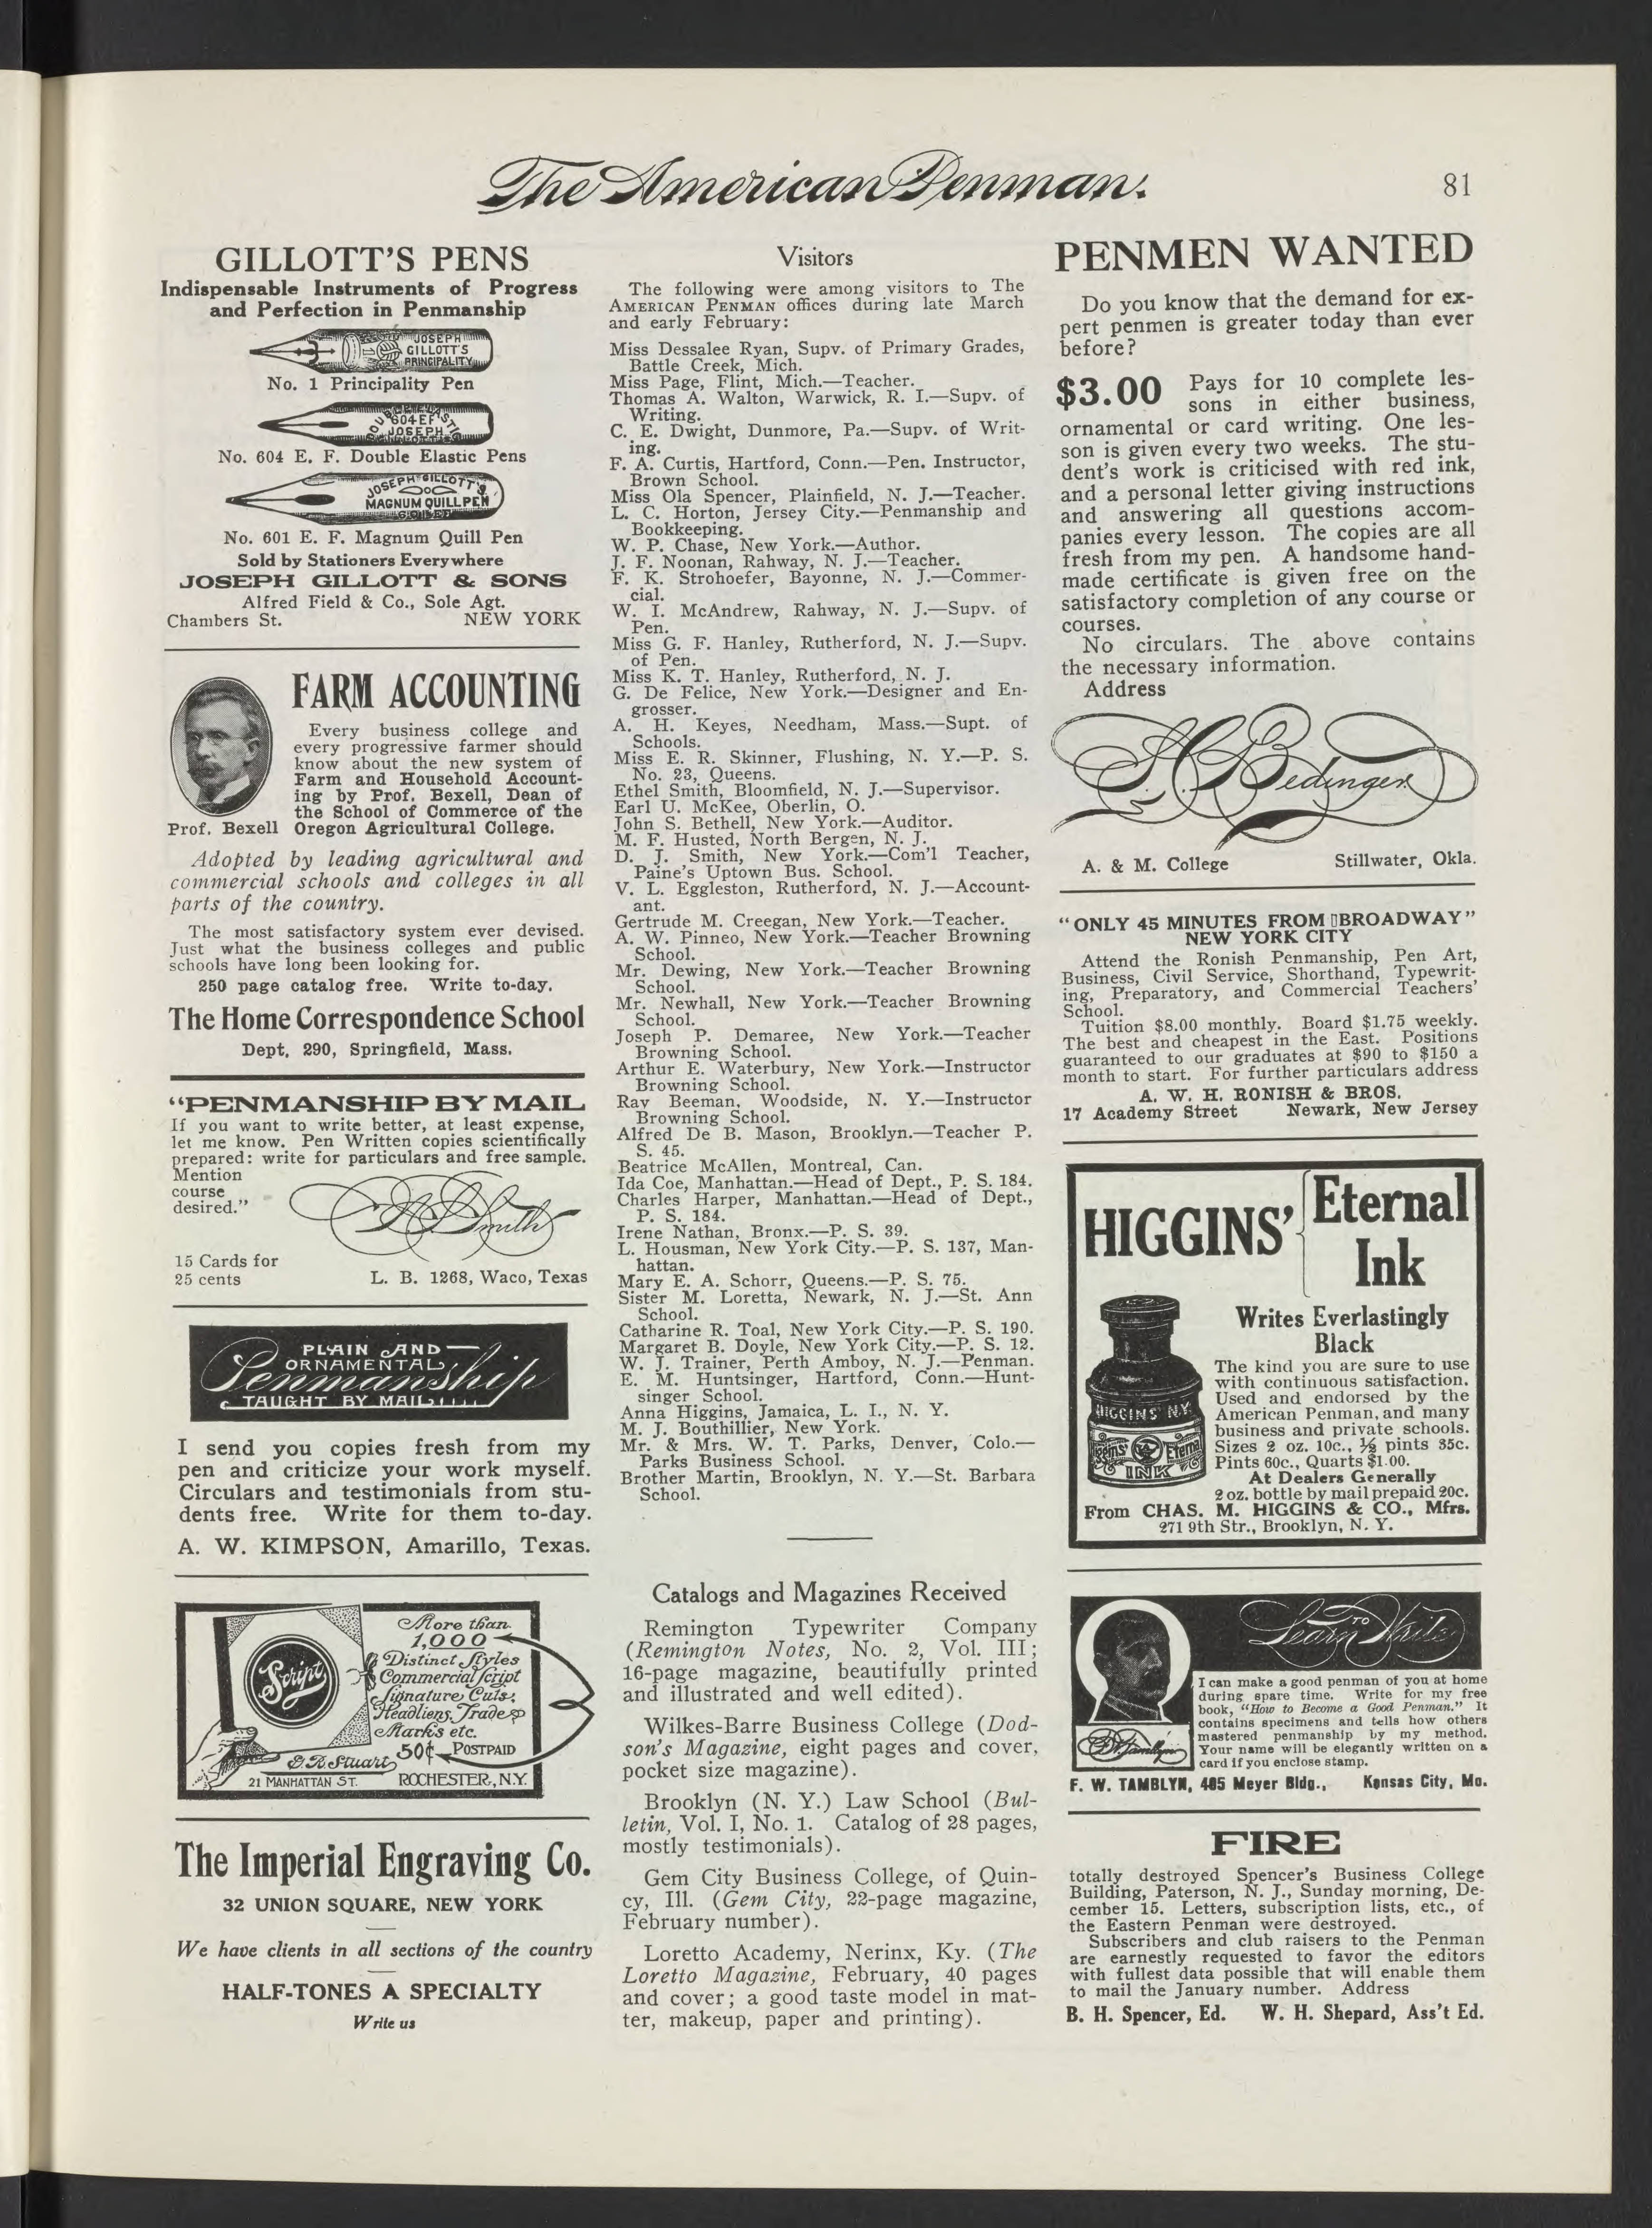 The American Penman.
81
GILLOTT'S PENS
Indispensable Instruments of Progress
and Perfection in Penmanship
JOSEPH
GILLOTT'S
PRINCIPALITY
No. 1 Principality Pen
604 EF
JOSEPH
No. 604 E. F. Double Elastic Pens
JOSEPH GILLOTT'S
MAGNUM QUILL PEN
No. 601 E. F. Magnum Quill Pen
Sold by Stationers Everywhere
JOSEPH GILLOTT & SONS
Alfred Field & Co., Sole Agt.
Chambers St. NEW YORK
FARM ACCOUNTING
Every business college and
every progressive farmer should
know about the new system of
Farm and Household Account-
ing by Prof. Bexell, Dean of
the School of Commerce of the
Prof. Bexell Oregon Agricultural College.
Adopted by leading agricultural and
commercial schools and colleges in all
parts of the country.
The most satisfactory system ever devised.
Just what the business colleges and public
schools have long been looking for.
250 page catalog free. Write to-day.
The Home Correspondence School
Dept. 290, Springfield, Mass.
"PENMANSHIP BY MAIL
If you want to write better, at least expense,
let me know. Pen Written copies scientifically
prepared: write for particulars and free sample.
Mention
course
desired."
Smith
15 Cards for
25 cents L. B. 1268, Waco, Texas
PLAIN AND
ORNAMENTAL
Penmanship
TAUGHT BY MAIL
I send you copies fresh from my
pen and criticize your work myself.
Circulars and testimonials from stu-
dents free. Write for them to-day.
A. W. KIMPSON, Amarillo, Texas.
Script
More than
1,000
Distinct Styles
Commercial Script
Signature Cuts,
Headliens, Trade
Marks etc.
50¢ POSTPAID
Stuart
21 MANHATTAN ST. ROCHESTER, N.Y.
The Imperial Engraving Co.
32 UNION SQUARE, NEW YORK
We have clients in all sections of the country
HALF-TONES A SPECIALTY
Write us
Visitors
The following were among visitors to The
AMERICAN PENMAN offices during late March
and early February:
Miss Dessalee Ryan, Supv. of Primary Grades,
Battle Creek, Mich.
Miss Page, Flint, Mich.—Teacher.
Thomas A. Walton, Warwick, R. I.—Supv. of
Writing.
C. E. Dwight, Dunmore, Pa.—Supv. of Writ-
ing.
F. A. Curtis, Hartford, Conn.—Pen. Instructor,
Brown School.
Miss Ola Spencer, Plainfield, N. J.—Teacher.
L. C. Horton, Jersey City.—Penmanship and
Bookkeeping.
W. P. Chase, New York.—Author.
J. F. Noonan, Rahway, N. J.—Teacher.
F. K. Strohoefer, Bayonne, N. J.—Commer-
cial.
W. I. McAndrew, Rahway, N. J.—Supv. of
Pen.
Miss G. F. Hanley, Rutherford, N. J.—Supv.
of Pen.
Miss K. T. Hanley, Rutherford, N. J.
G. De Felice, New York.—Designer and En-
grosser.
A. H. Keyes, Needham, Mass.—Supt. of
Schools.
Miss E. R. Skinner, Flushing, N. Y.—P. S.
No. 23, Queens.
Ethel Smith, Bloomfield, N. J.—Supervisor.
Earl U. McKee, Oberlin, O.
John S. Bethell, New York.—Auditor.
M. F. Husted, North Bergen, N. J.
D. J. Smith, New York.—Com'l Teacher,
Paine's Uptown Bus. School.
V. L. Eggleston, Rutherford, N. J.—Account-
ant.
Gertrude M. Creegan, New York.—Teacher.
A. W. Pinneo, New York.—Teacher Browning
School.
Mr. Dewing, New York.—Teacher Browning
School.
Mr. Newhall, New York.—Teacher Browning
School.
Joseph P. Demaree, New York.—Teacher
Browning School.
Arthur E. Waterbury, New York.—Instructor
Browning School.
Ray Beeman, Woodside, N. Y.—Instructor
Browning School.
Alfred De B. Mason, Brooklyn.—Teacher P.
S. 45.
Beatrice McAllen, Montreal, Can.
Ida Coe, Manhattan.—Head of Dept., P. S. 184.
Charles Harper, Manhattan.—Head of Dept.,
P. S. 184.
Irene Nathan, Bronx.—P. S. 39.
L. Housman, New York City.—P. S. 137, Man-
hattan.
Mary E. A. Schorr, Queens.—P. S. 75.
Sister M. Loretta, Newark, N. J.—St. Ann
School.
Catharine R. Toal, New York City.—P. S. 190.
Margaret B. Doyle, New York City.—P. S. 12.
W. J. Trainer, Perth Amboy, N. J.—Penman.
E. M. Huntsinger, Hartford, Conn.—Hunt-
singer School.
Anna Higgins, Jamaica, L. I., N. Y.
M. J. Bouthillier, New York.
Mr. & Mrs. W. T. Parks, Denver, Colo.—
Parks Business School.
Brother Martin, Brooklyn, N. Y.—St. Barbara
School.
Catalogs and Magazines Received
Remington Typewriter Company
(Remington Notes, No. 2, Vol. III;
16-page magazine, beautifully printed
and illustrated and well edited).
Wilkes-Barre Business College (Dod-
son's Magazine, eight pages and cover,
pocket size magazine).
Brooklyn (N. Y.) Law School (Bul-
letin, Vol. I, No. 1. Catalog of 28 pages,
mostly testimonials).
Gem City Business College, of Quin-
cy, Ill. (Gem City, 22-page magazine,
February number).
Loretto Academy, Nerinx, Ky. (The
Loretto Magazine, February, 40 pages
and cover; a good taste model in mat-
ter, makeup, paper and printing).
PENMEN WANTED
Do you know that the demand for ex-
pert penmen is greater today than ever
before?
$3.00 Pays for 10 complete les-
sons in either business,
ornamental or card writing. One les-
son is given every two weeks. The stu-
dent's work is criticised with red ink,
and a personal letter giving instructions
and answering all questions accom-
panies every lesson. The copies are all
fresh from my pen. A handsome hand-
made certificate is given free on the
satisfactory completion of any course or
courses.
No circulars. The above contains
the necessary information.
Address
Bedinger
A. & M. College Stillwater, Okla.
"ONLY 45 MINUTES FROM BROADWAY"
NEW YORK CITY
Attend the Ronish Penmanship, Pen Art,
Business, Civil Service, Shorthand, Typewrit-
ing, Preparatory, and Commercial Teachers'
School.
Tuition $8.00 monthly. Board $1.75 weekly.
The best and cheapest in the East. Positions
guaranteed to our graduates at $90 to $150 a
month to start. For further particulars address
A. W. H. RONISH & BROS.
17 Academy Street Newark, New Jersey
HIGGINS' Eternal
Ink
Writes Everlastingly
Black
HIGGINS' N.Y.
Higgins' Eternal
INK
The kind you are sure to use
with continuous satisfaction.
Used and endorsed by the
American Penman, and many
business and private schools.
Sizes 2 oz. 10c., ½ pints 35c.
Pints 60c., Quarts $1.00.
At Dealers Generally
2 oz. bottle by mail prepaid 20c.
From CHAS. M. HIGGINS & CO., Mfrs.
271 9th Str., Brooklyn, N. Y.
Learn TO Write
F. W. Tamblyn
I can make a good penman of you at home
during spare time. Write for my free
book, "How to Become a Good Penman." It
contains specimens and tells how others
mastered penmanship by my method.
Your name will be elegantly written on a
card if you enclose stamp.
F. W. TAMBLYN, 405 Meyer Bldg., Kansas City, Mo.
FIRE
totally destroyed Spencer's Business College
Building, Paterson, N. J., Sunday morning, De-
cember 15. Letters, subscription lists, etc., of
the Eastern Penman were destroyed.
Subscribers and club raisers to the Penman
are earnestly requested to favor the editors
with fullest data possible that will enable them
to mail the January number. Address
B. H. Spencer, Ed. W. H. Shepard, Ass't Ed.